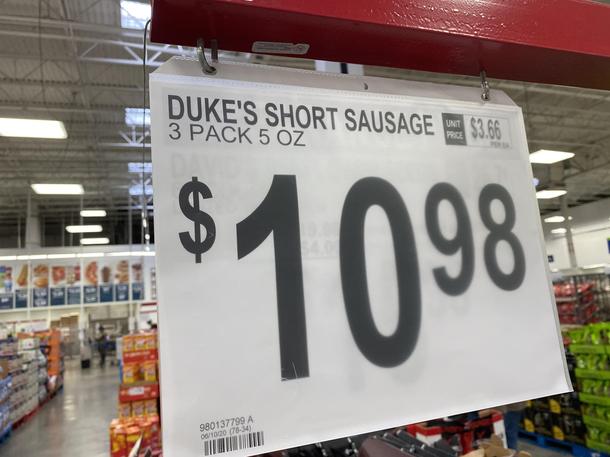 DUKE'S SHORT SAUSAGE
3 PACK 5 OZ
UNIT PRICE $3.66
PER EA
$10 98
980137799 A
06/10/20 (78-34)